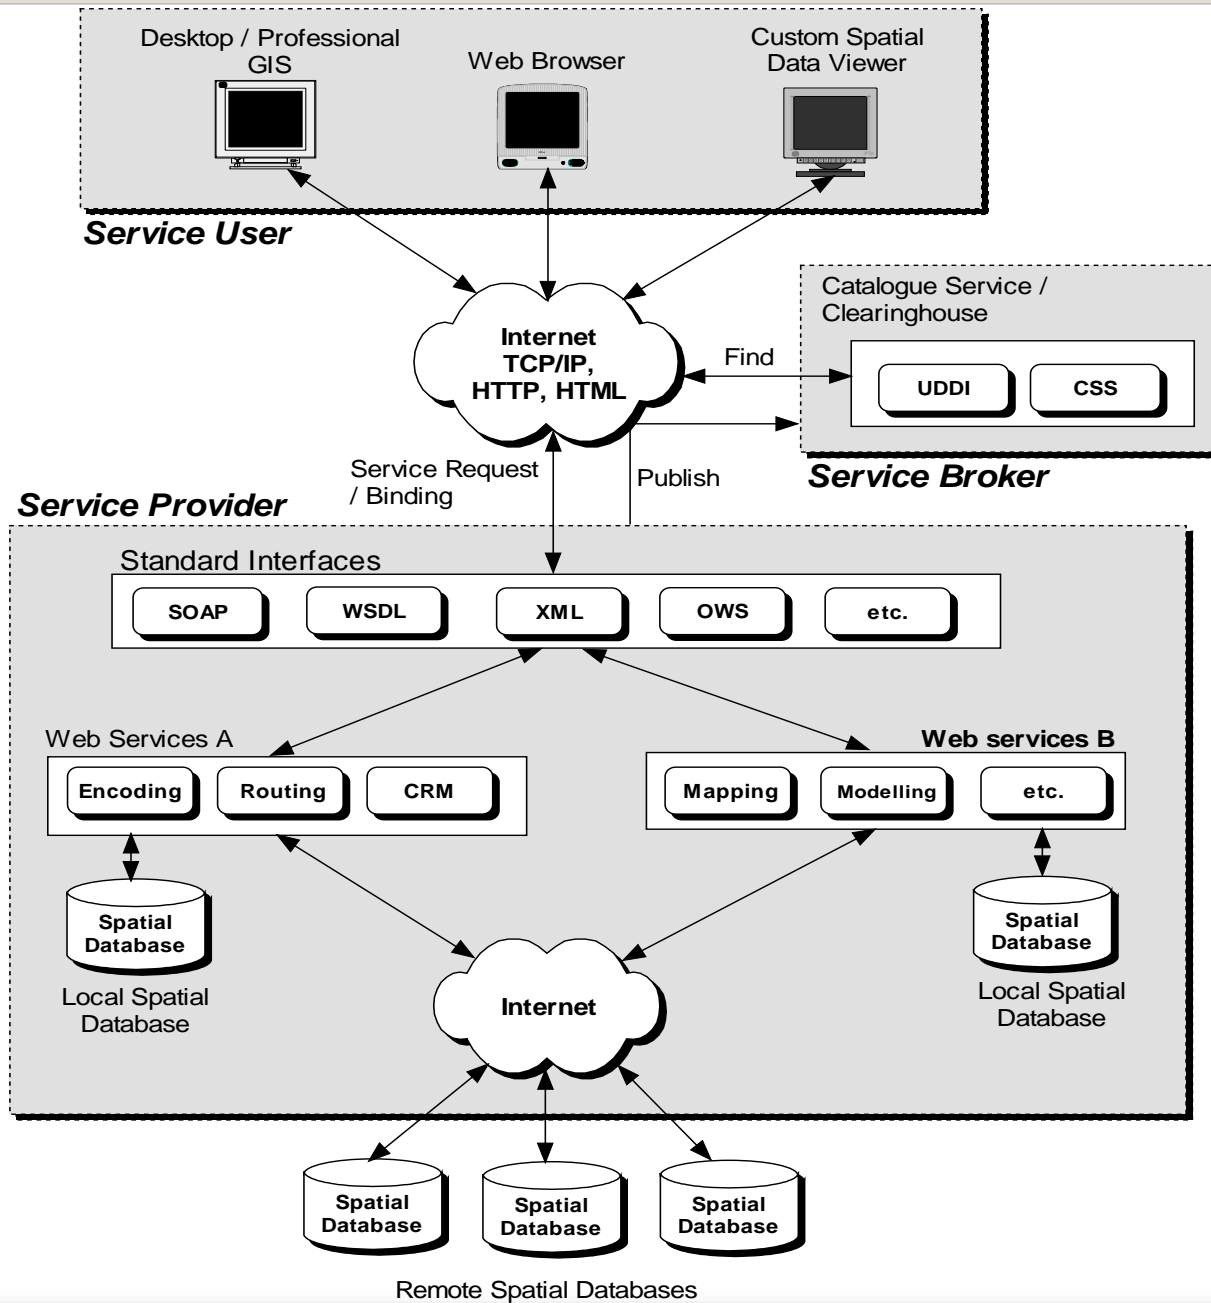 Desktop / Professional
GIS
Web Browser
Custom Spatial
Data Viewer
Service User
Internet
TCP/IP,
HTTP, HTML
Find
Catalogue Service /
Clearinghouse
UDDI
CSS
Service Broker
Service Request
/ Binding
Publish
Service Provider
Standard Interfaces
SOAP
WSDL
XML
OWS
etc.
Web Services A
Encoding
Routing
CRM
Web services B
Mapping
Modelling
etc.
Spatial
Database
Local Spatial
Database
Internet
Spatial
Database
Local Spatial
Database
Spatial
Database
Spatial
Database
Spatial
Database
Remote Spatial Databases